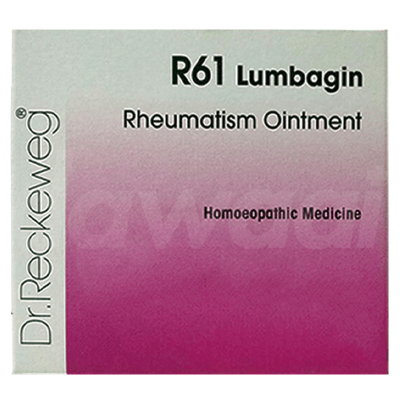 R61 Lumbagin
Rheumatism Ointment
Homoeopathic Medicine
Dr.Reckeweg®